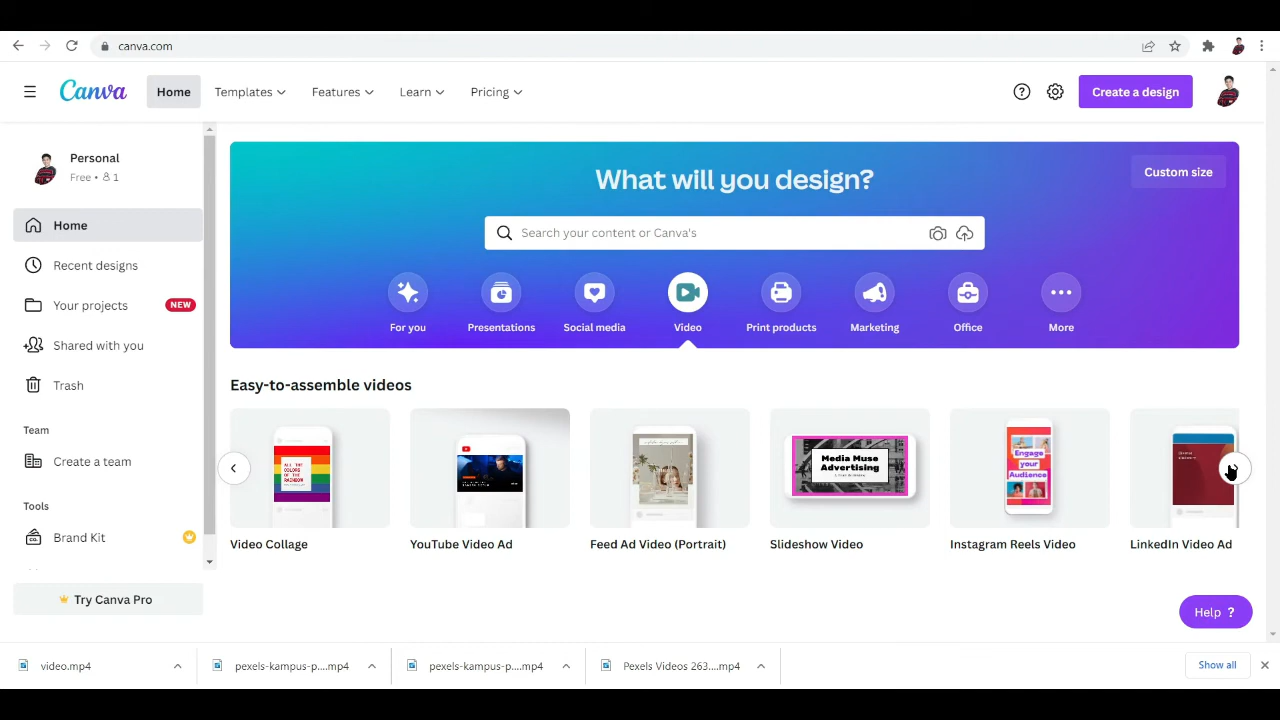 canva.com
Canva
Home
Templates
Features
Learn
Pricing
Create a design
Personal
Free • 1
Home
Recent designs
Your projects
NEW
Shared with you
Trash
Team
Create a team
Tools
Brand Kit
Try Canva Pro
What will you design?
Custom size
Search your content or Canva's
For you
Presentations
Social media
Video
Print products
Marketing
Office
More
Easy-to-assemble videos
ALL THE
COLORS
OF THE
RAINBOW
Media Muse
Advertising
Engage
your
Audience
Video Collage
YouTube Video Ad
Feed Ad Video (Portrait)
Slideshow Video
Instagram Reels Video
LinkedIn Video Ad
Help ?
video.mp4
pexels-kampus-p....mp4
pexels-kampus-p....mp4
Pexels Videos 263....mp4
Show all